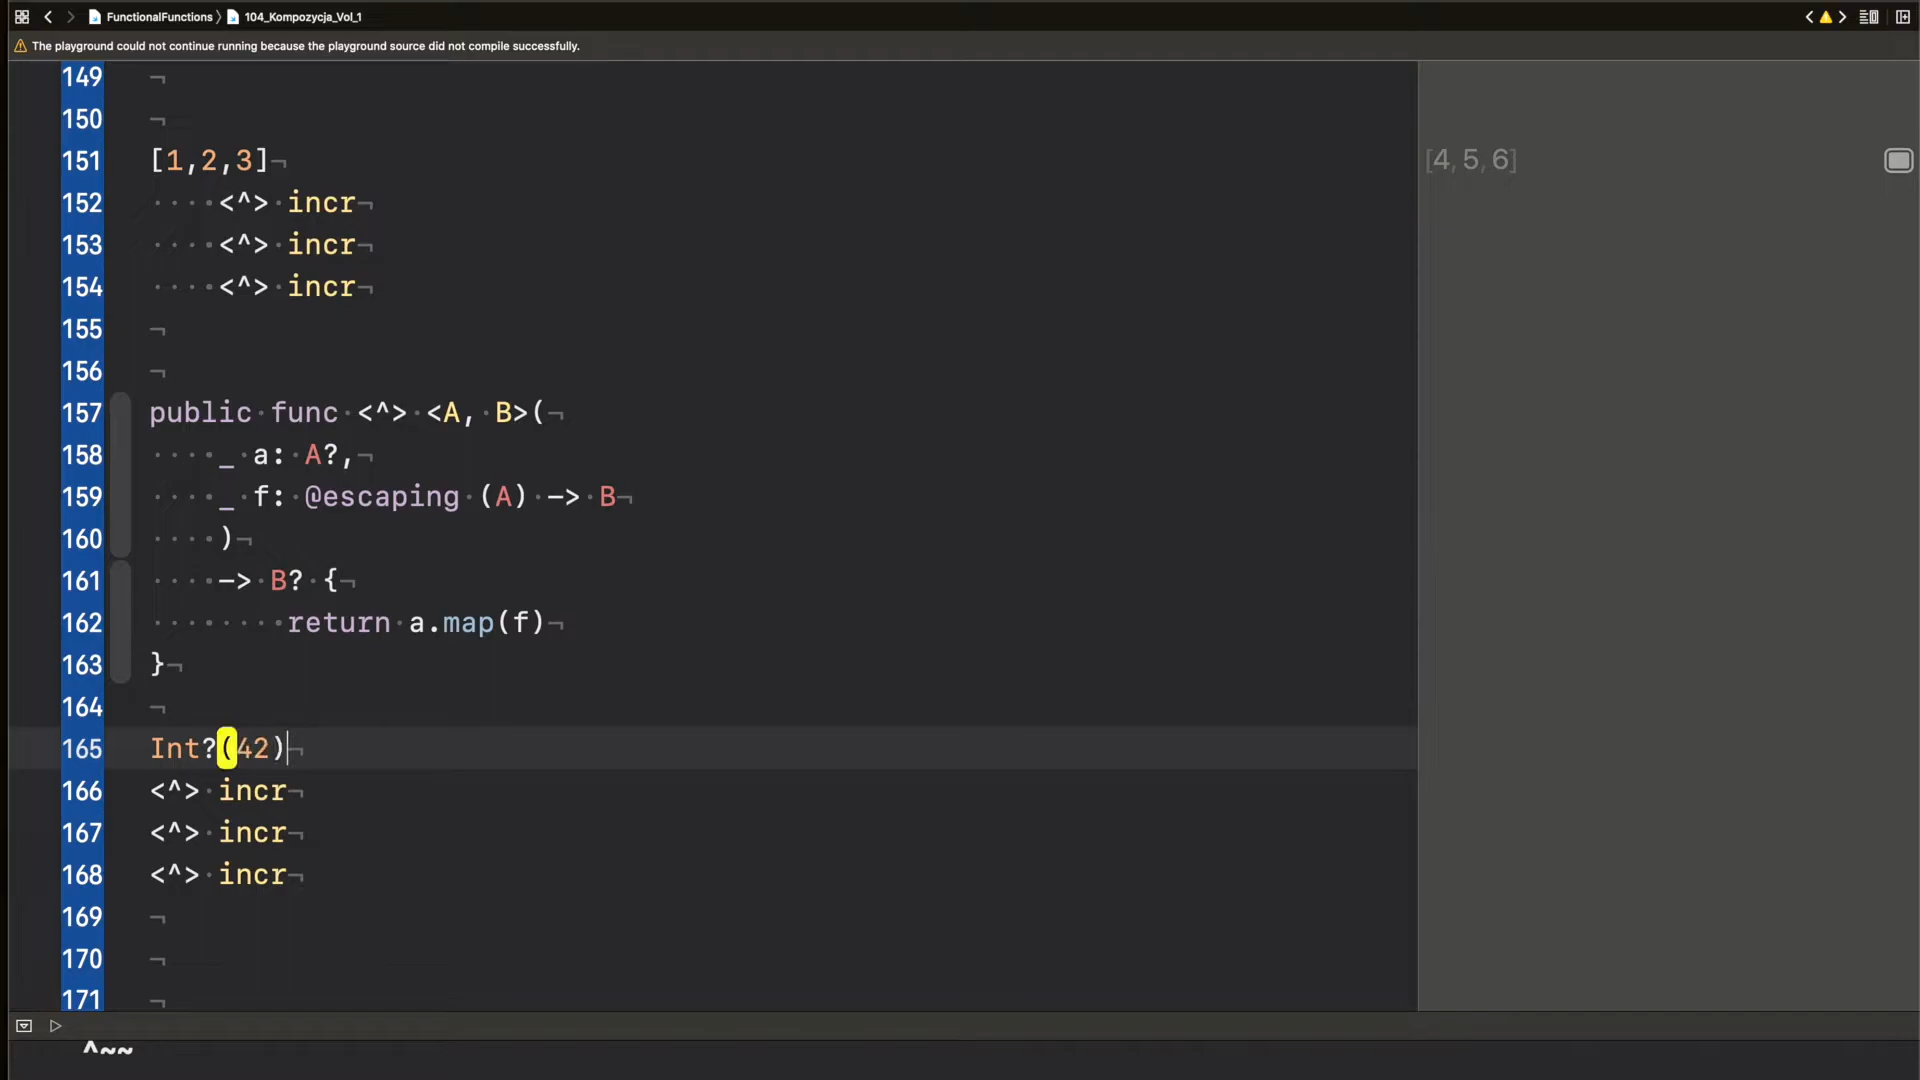 FunctionalFunctions 104_Kompozycja_Vol_1
The playground could not continue running because the playground source did not compile successfully.
149 ¬
150 ¬
151 [1,2,3]¬ [4, 5, 6]
152 ····<^>·incr¬
153 ····<^>·incr¬
154 ····<^>·incr¬
155 ¬
156 ¬
157 public·func·<^>·<A,·B>(¬
158 ····_·a:·A?,¬
159 ····_·f:·@escaping·(A)·->·B¬
160 ····)¬
161 ····->·B?·{¬
162 ········return·a.map(f)¬
163 }¬
164 ¬
165 Int?(42)¬
166 <^>·incr¬
167 <^>·incr¬
168 <^>·incr¬
169 ¬
170 ¬
171 ¬
^~~